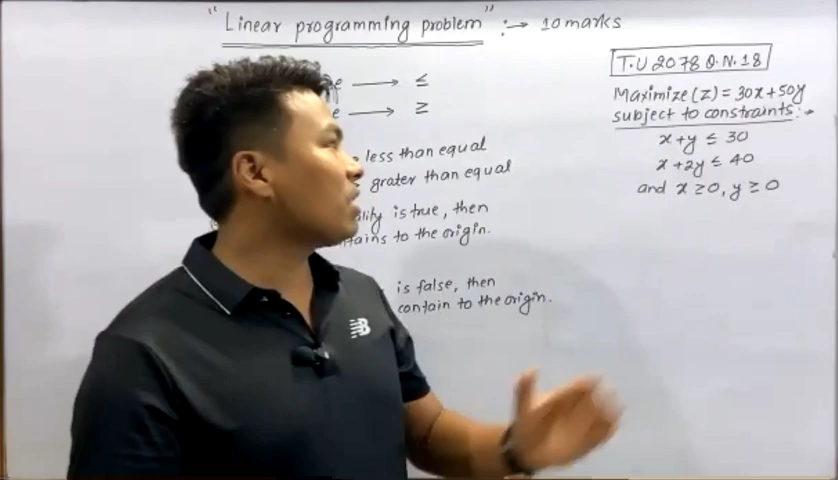 "Linear programming problem" :→ 10 marks
→ ≤
→ ≥
less than equal
grater than equal
is true, then
to the origin.
is false, then
contain to the origin.
T.U 2078 Q.N.18
Maximize (Z) = 30x + 50y
subject to constraints :→
x + y ≤ 30
x + 2y ≤ 40
and x ≥ 0, y ≥ 0
NB